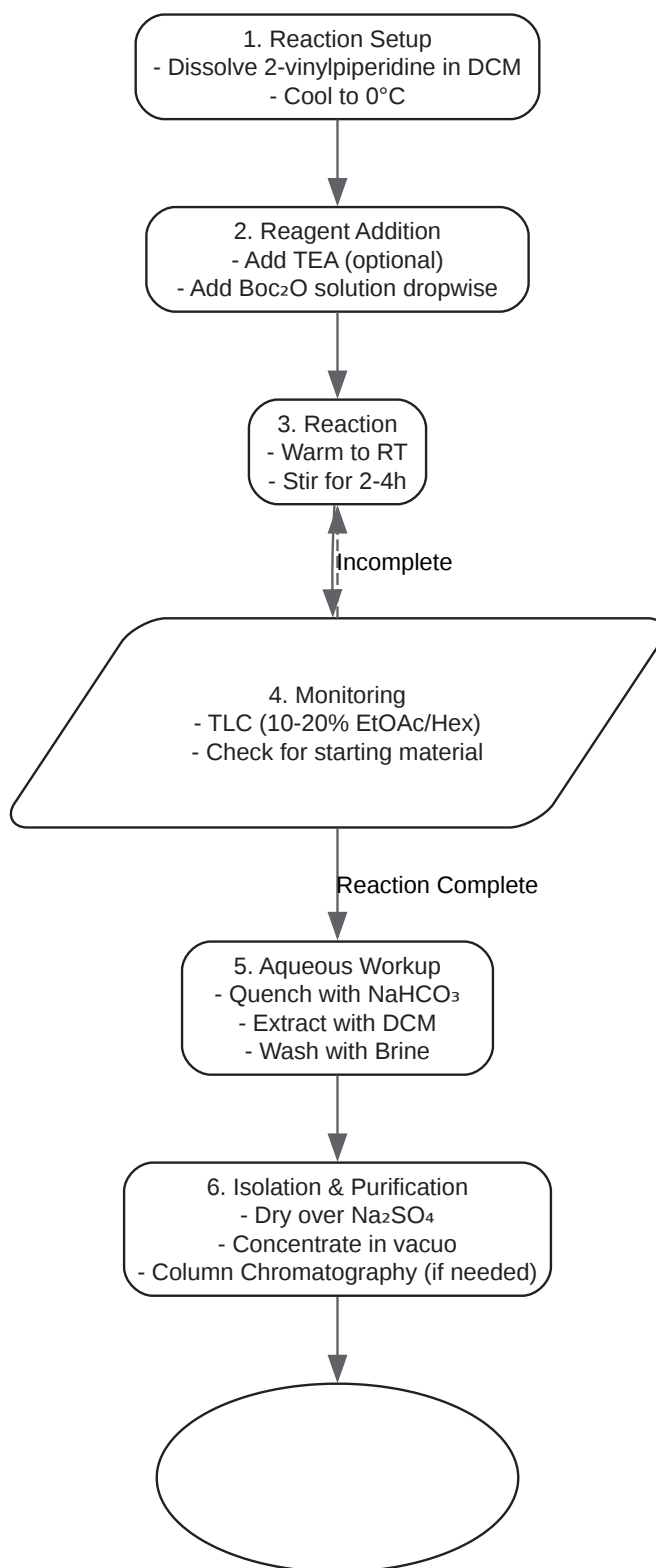 1. Reaction Setup
- Dissolve 2-vinylpiperidine in DCM
- Cool to 0°C
2. Reagent Addition
- Add TEA (optional)
- Add Boc₂O solution dropwise
3. Reaction
- Warm to RT
- Stir for 2-4h
Incomplete
4. Monitoring
- TLC (10-20% EtOAc/Hex)
- Check for starting material
Reaction Complete
5. Aqueous Workup
- Quench with NaHCO₃
- Extract with DCM
- Wash with Brine
6. Isolation & Purification
- Dry over Na₂SO₄
- Concentrate in vacuo
- Column Chromatography (if needed)